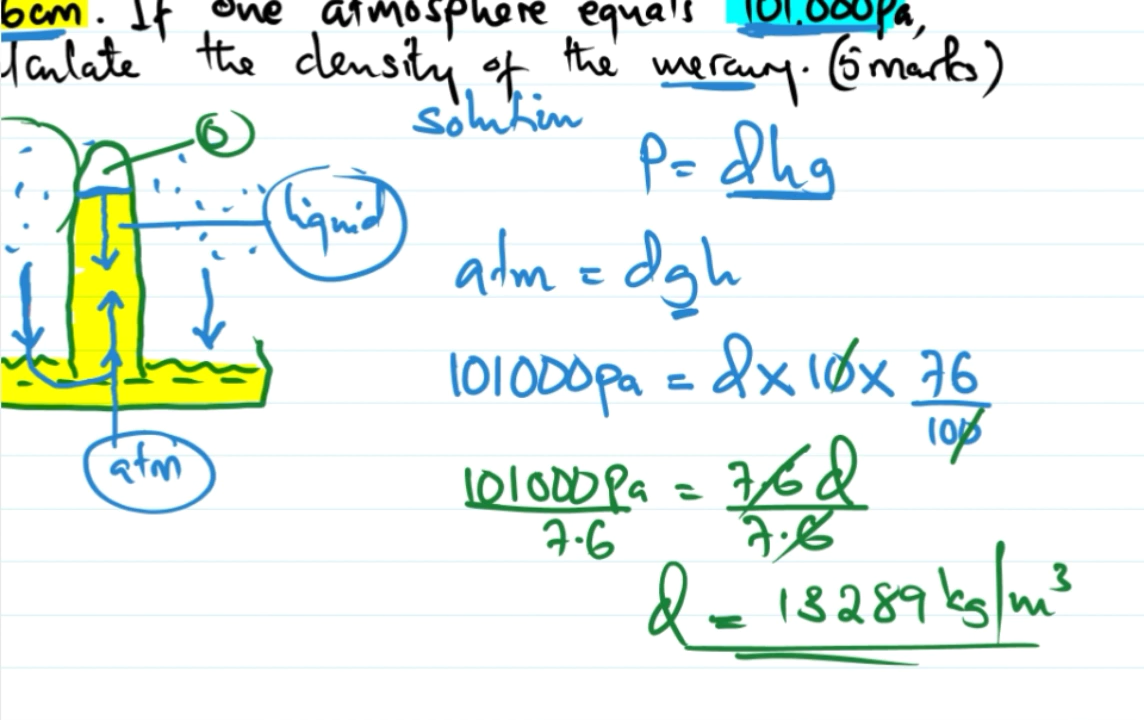 6cm. If one atmosphere equals 101,000Pa,
the density of the mercury. (5 marks)
solution
P = dhg
0
liquid
atm = dgh
101000pa = d x 10 x 76/100
atm
101000Pa/7.6 = 7.6d/7.6
d = 13289 kg/m³